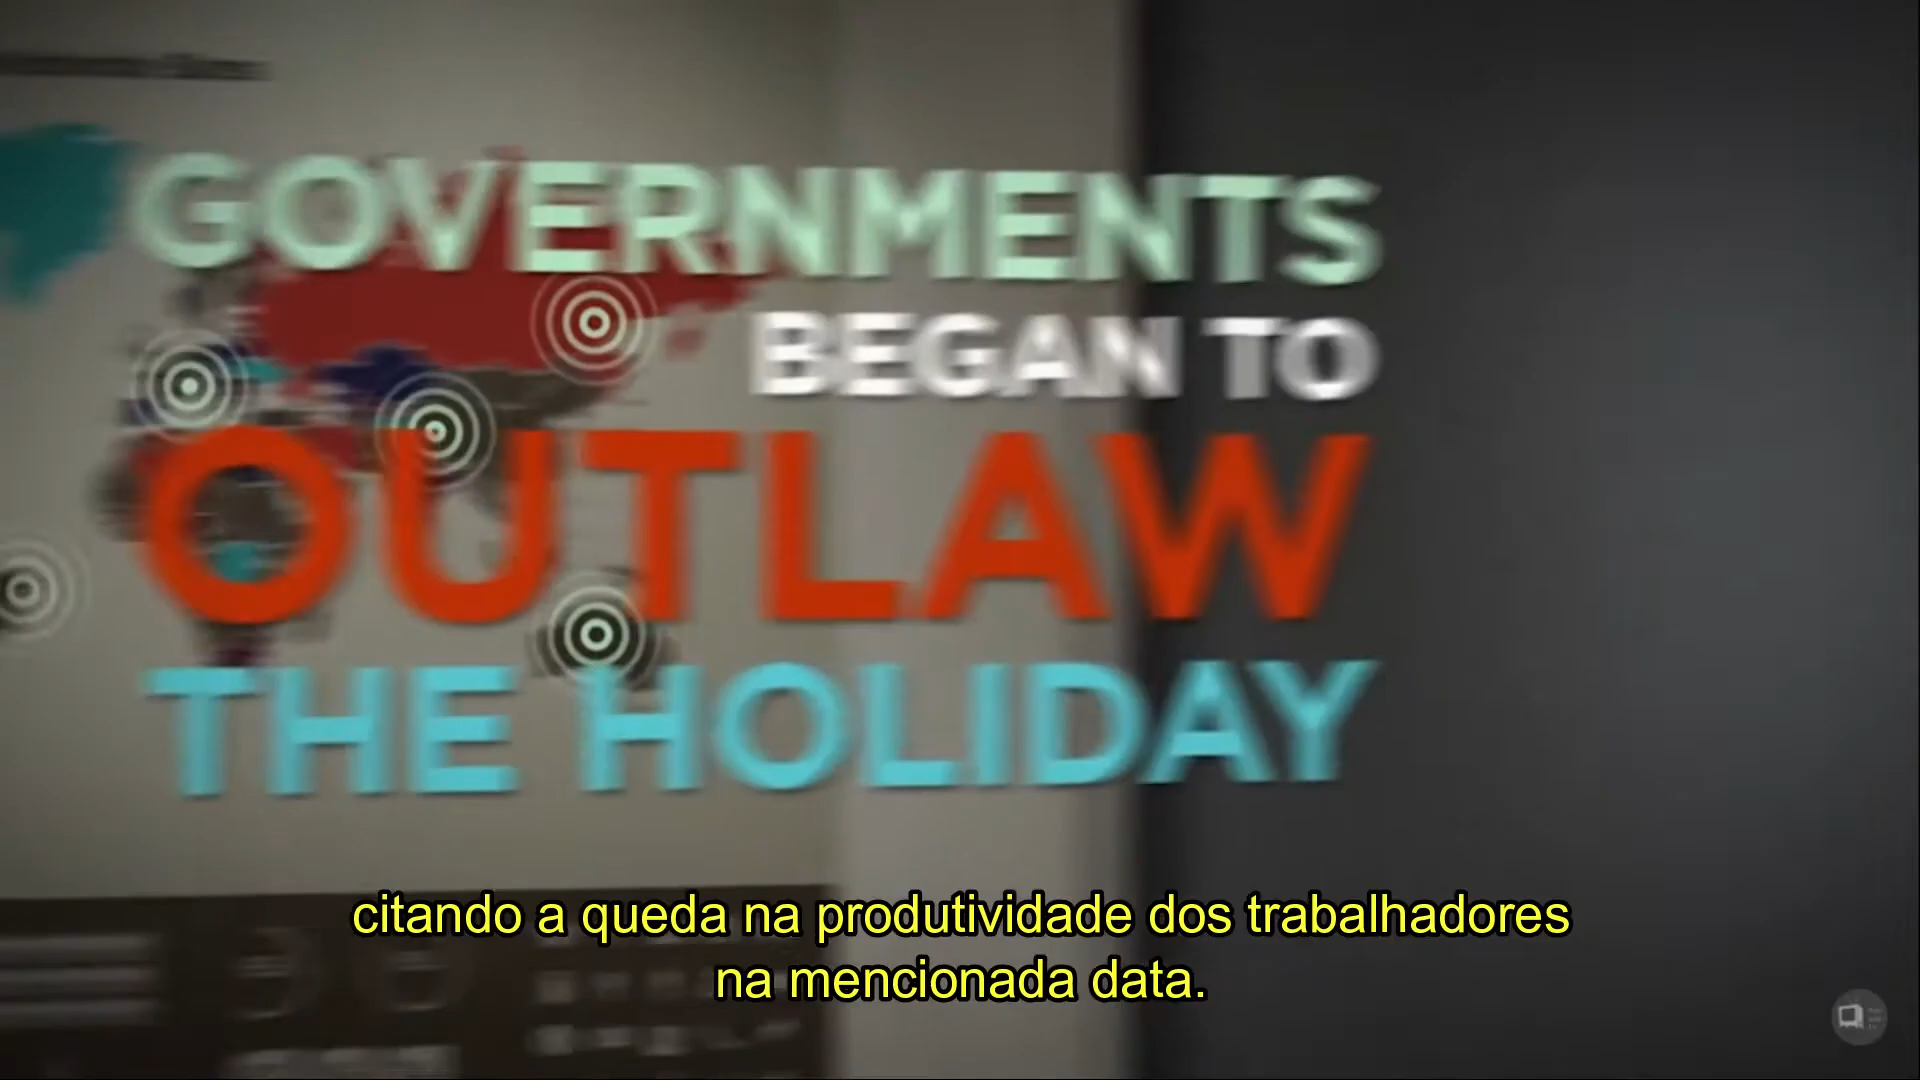 GOVERNMENTS
BEGAN TO
OUTLAW
THE HOLIDAY
citando a queda na produtividade dos trabalhadores
na mencionada data.